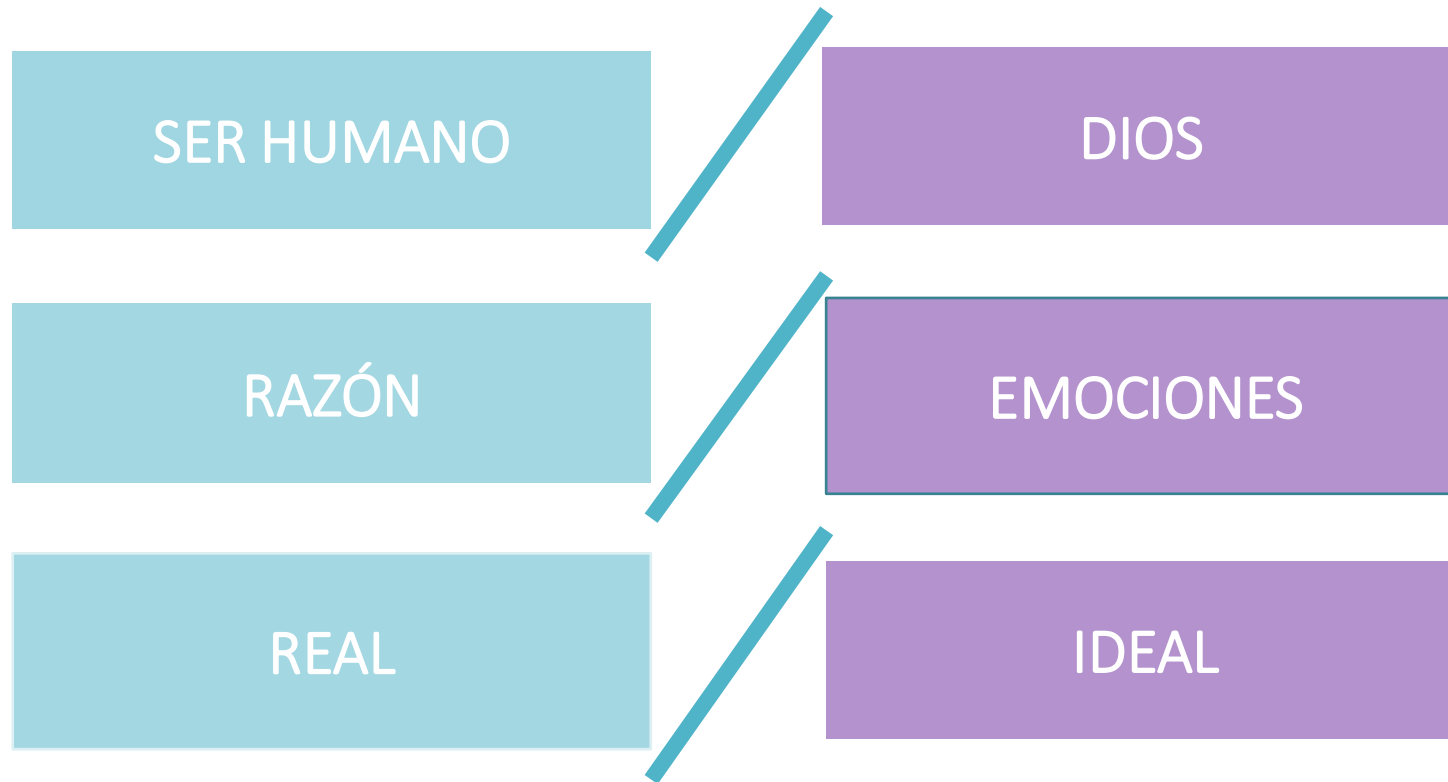 SER HUMANO
DIOS
RAZÓN
EMOCIONES
REAL
IDEAL